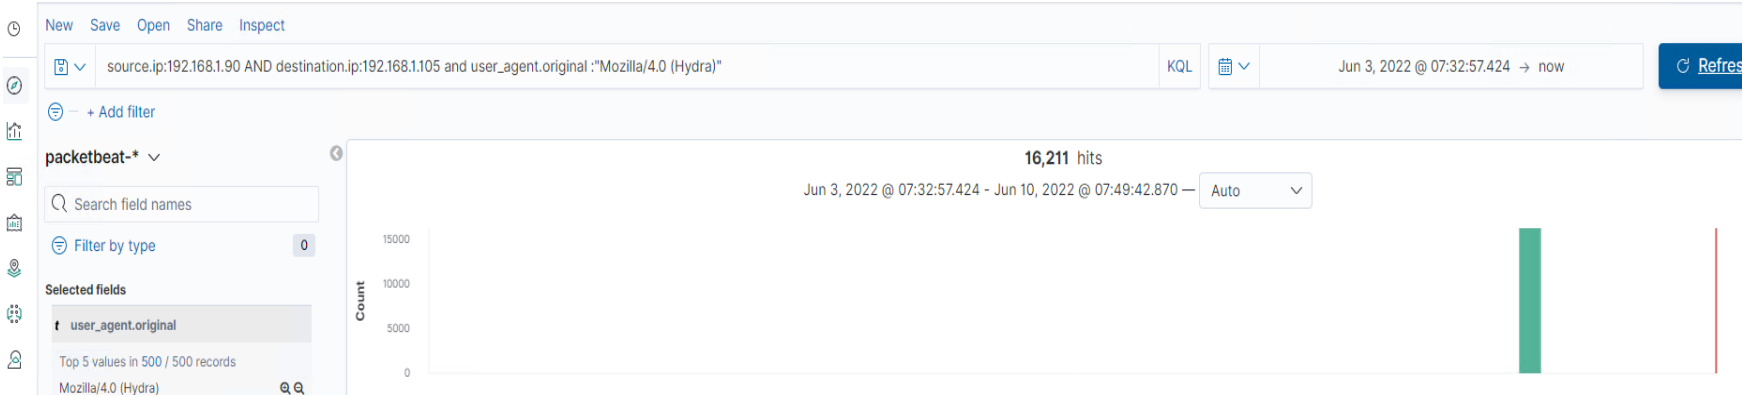 New Save Open Share Inspect
source.ip:192.168.1.90 AND destination.ip:192.168.1.105 and user_agent.original :"Mozilla/4.0 (Hydra)"
KQL
Jun 3, 2022 @ 07:32:57.424 → now
Refres
+ Add filter
packetbeat-*
16,211 hits
Jun 3, 2022 @ 07:32:57.424 - Jun 10, 2022 @ 07:49:42.870 —
Auto
Search field names
Filter by type 0
Selected fields
t user_agent.original
Top 5 values in 500 / 500 records
Mozilla/4.0 (Hydra)
Count
15000
10000
5000
0